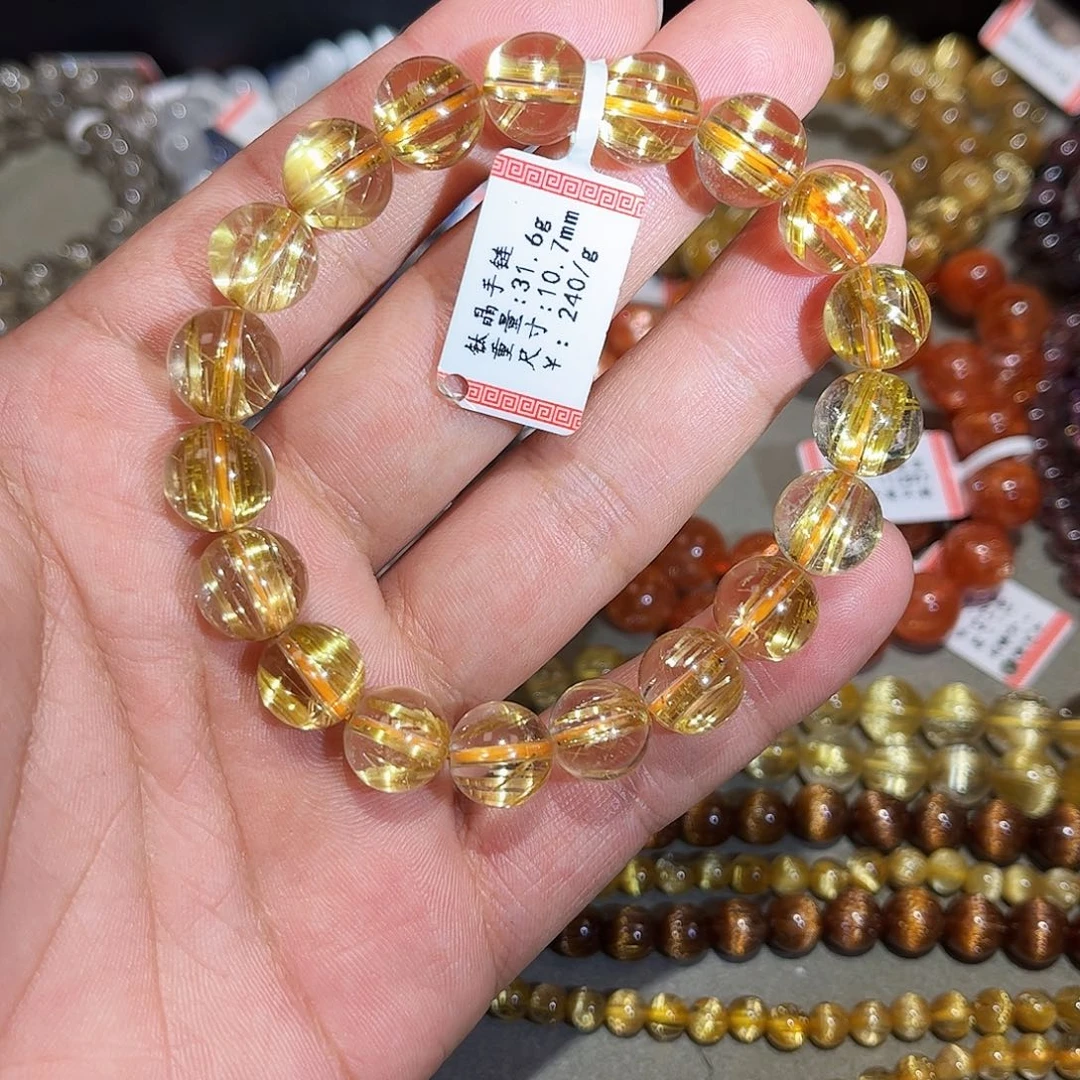 钛晶 手链
重量:31.6g
尺寸:10.7mm
￥: 240/g